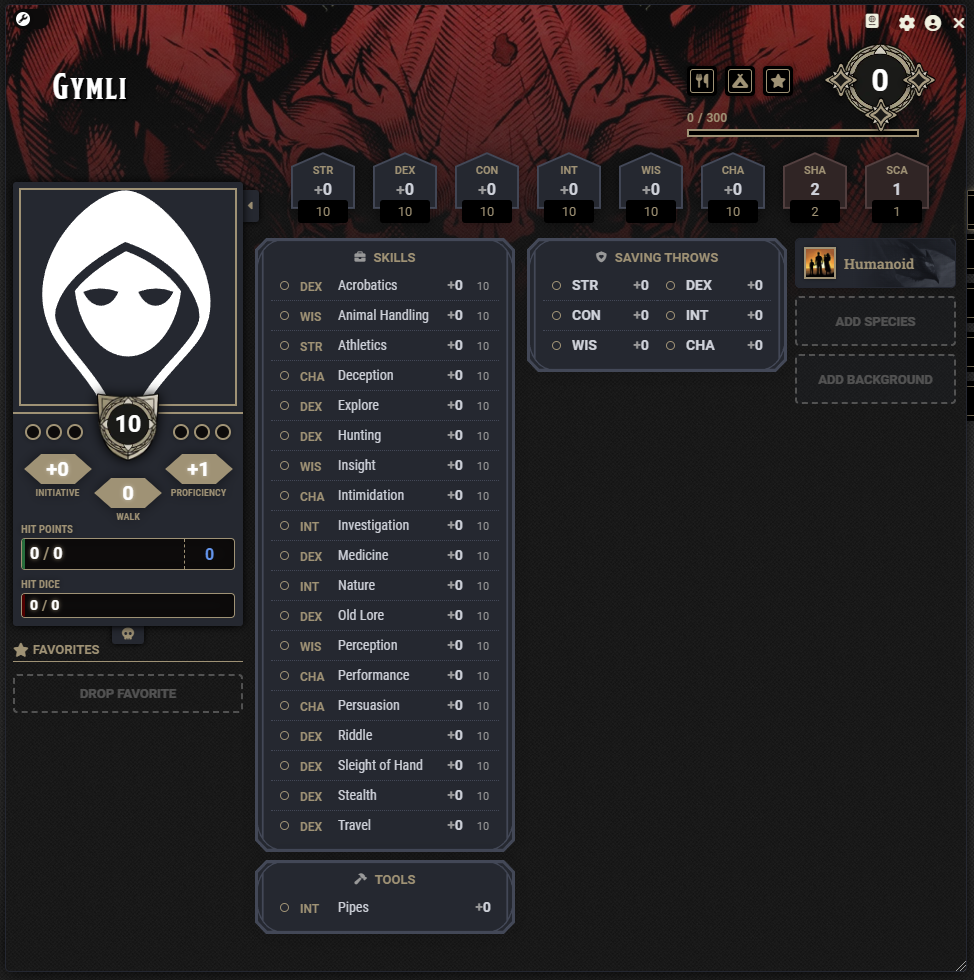 Gymli
0
0 / 300
STR
+0
10
DEX
+0
10
CON
+0
10
INT
+0
10
WIS
+0
10
CHA
+0
10
SHA
2
2
SCA
1
1
10
+0
INITIATIVE
0
WALK
+1
PROFICIENCY
HIT POINTS
0 / 0
0
HIT DICE
0 / 0
FAVORITES
DROP FAVORITE
SKILLS
DEX Acrobatics +0 10
WIS Animal Handling +0 10
STR Athletics +0 10
CHA Deception +0 10
DEX Explore +0 10
DEX Hunting +0 10
WIS Insight +0 10
CHA Intimidation +0 10
INT Investigation +0 10
DEX Medicine +0 10
INT Nature +0 10
DEX Old Lore +0 10
WIS Perception +0 10
CHA Performance +0 10
CHA Persuasion +0 10
DEX Riddle +0 10
DEX Sleight of Hand +0 10
DEX Stealth +0 10
DEX Travel +0 10
TOOLS
INT Pipes +0
SAVING THROWS
STR +0 DEX +0
CON +0 INT +0
WIS +0 CHA +0
Humanoid
ADD SPECIES
ADD BACKGROUND